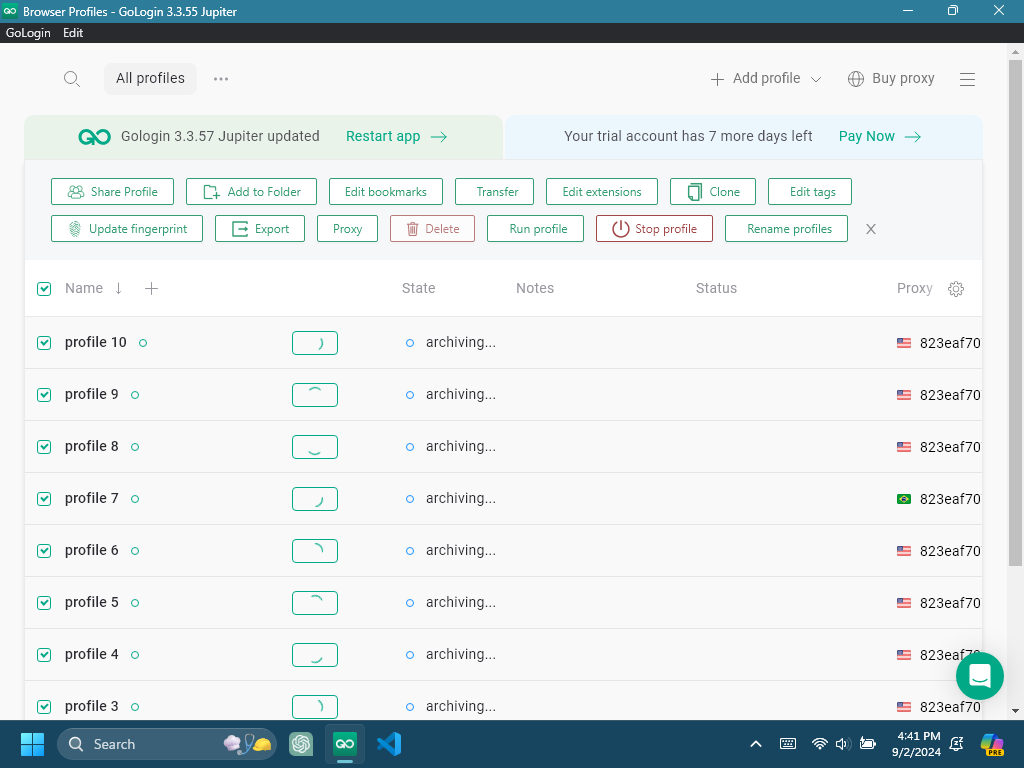 Browser Profiles - GoLogin 3.3.55 Jupiter
GoLogin Edit
All profiles
Add profile
Buy proxy
Gologin 3.3.57 Jupiter updated Restart app
Your trial account has 7 more days left Pay Now
Share Profile Add to Folder Edit bookmarks Transfer Edit extensions Clone Edit tags
Update fingerprint Export Proxy Delete Run profile Stop profile Rename profiles X
Name State Notes Status Proxy
profile 10 archiving... 823eaf70
profile 9 archiving... 823eaf70
profile 8 archiving... 823eaf70
profile 7 archiving... 823eaf70
profile 6 archiving... 823eaf70
profile 5 archiving... 823eaf70
profile 4 archiving... 823eaf70
profile 3 archiving... 823eaf70
Search
4:41 PM
9/2/2024
PRE